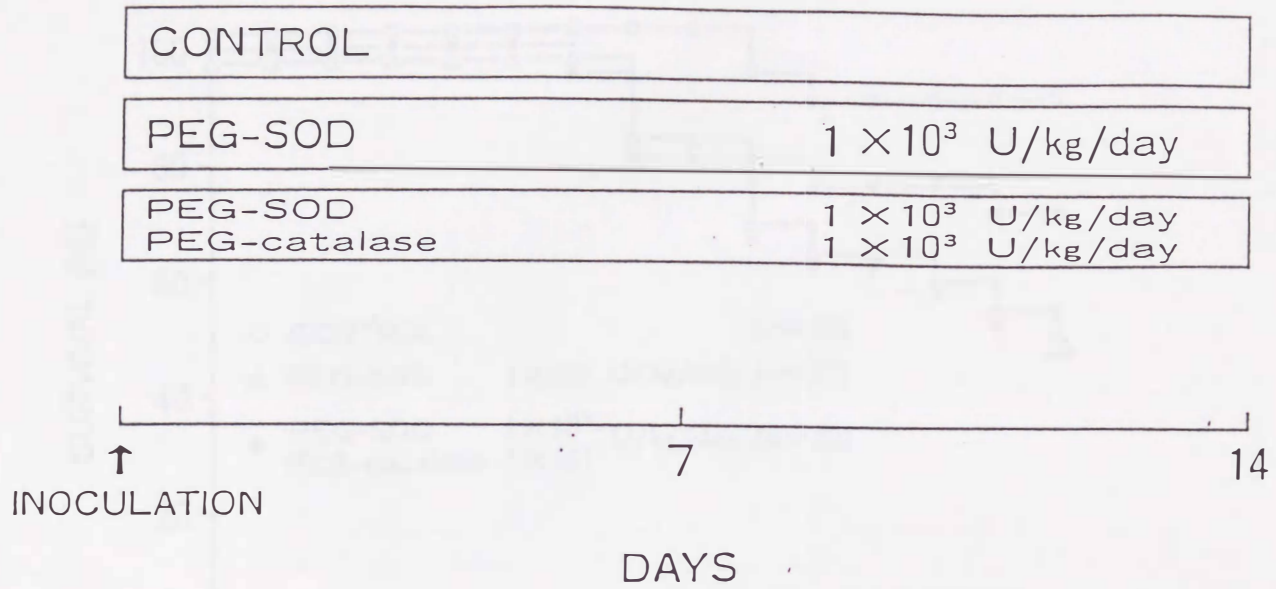 CONTROL
PEG-SOD 1 ×10³ U/kg/day
PEG-SOD 1 ×10³ U/kg/day
PEG-catalase 1 ×10³ U/kg/day
7
14
↑
INOCULATION
DAYS